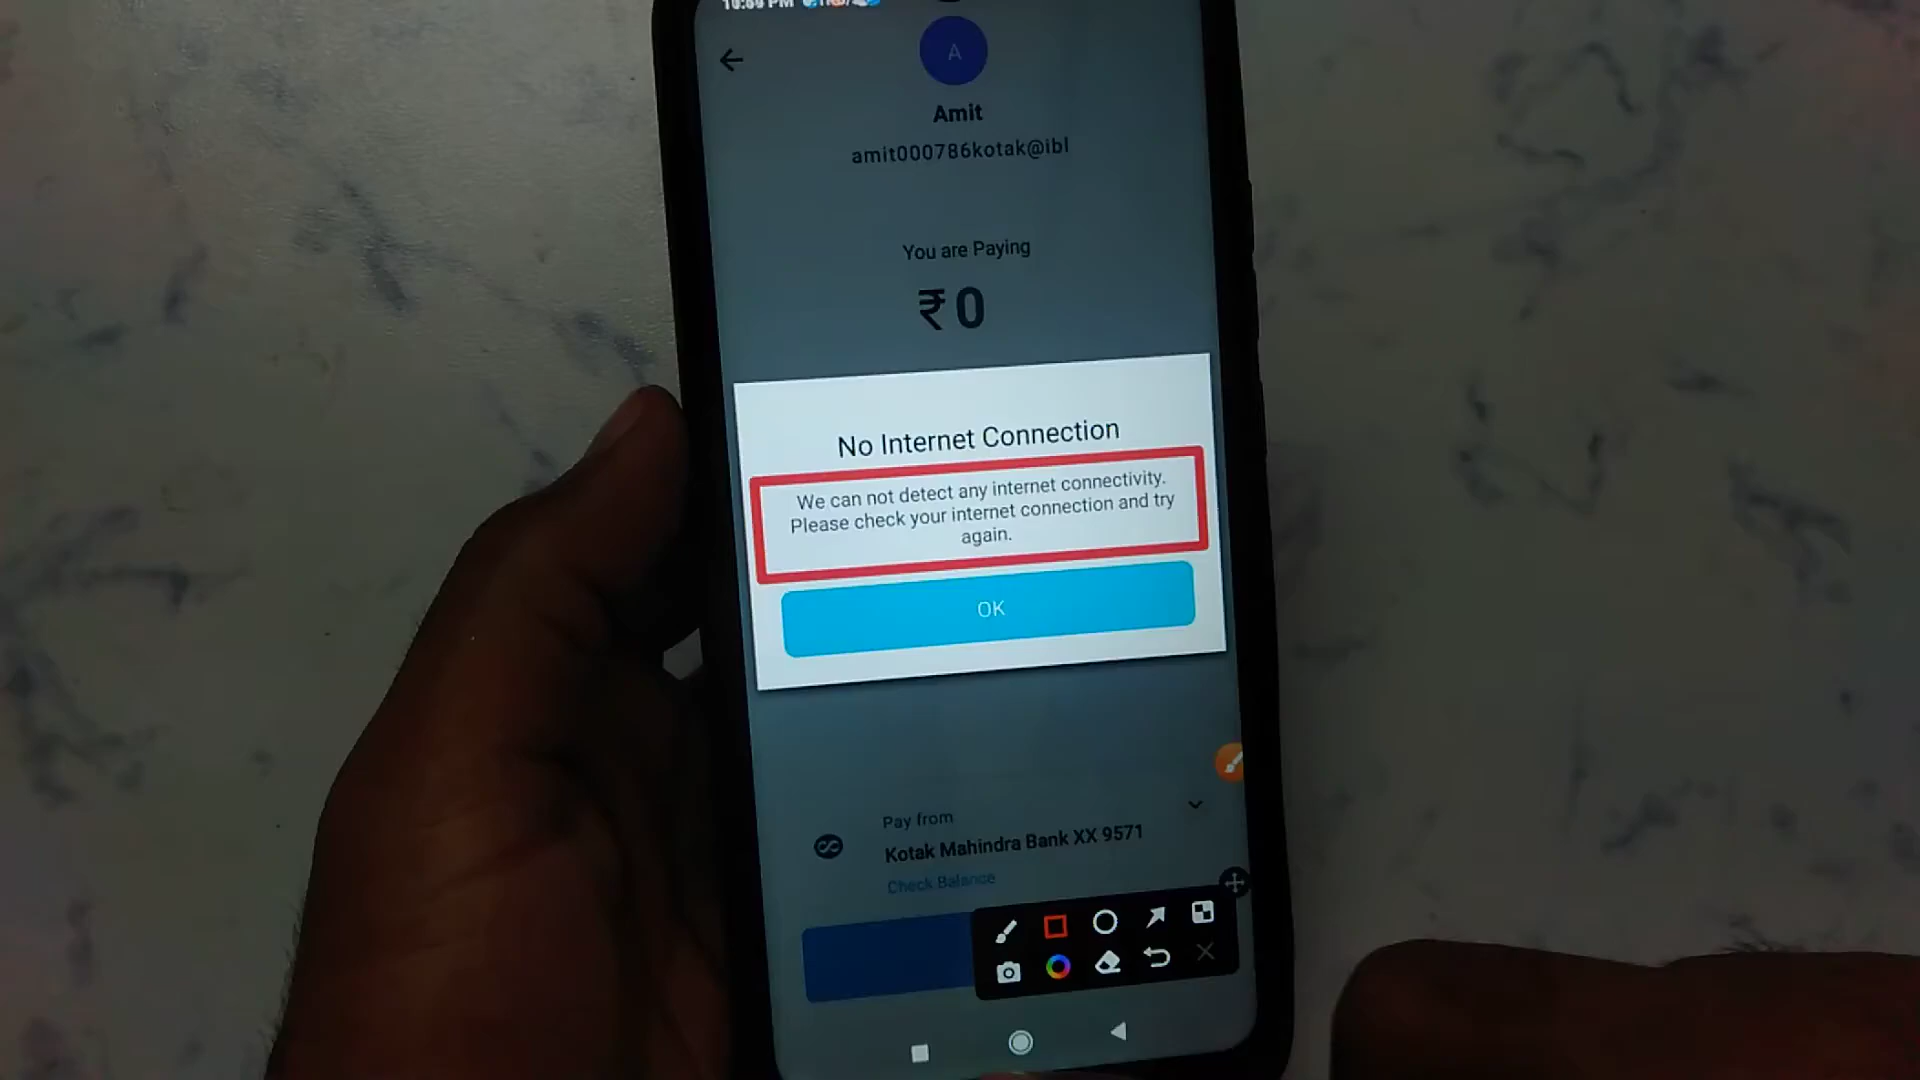 A
Amit
amit000786kotak@ibl
You are Paying
₹0
No Internet Connection
We can not detect any internet connectivity.
Please check your internet connection and try
again.
OK
Pay from
Kotak Mahindra Bank XX 9571
Check Balance